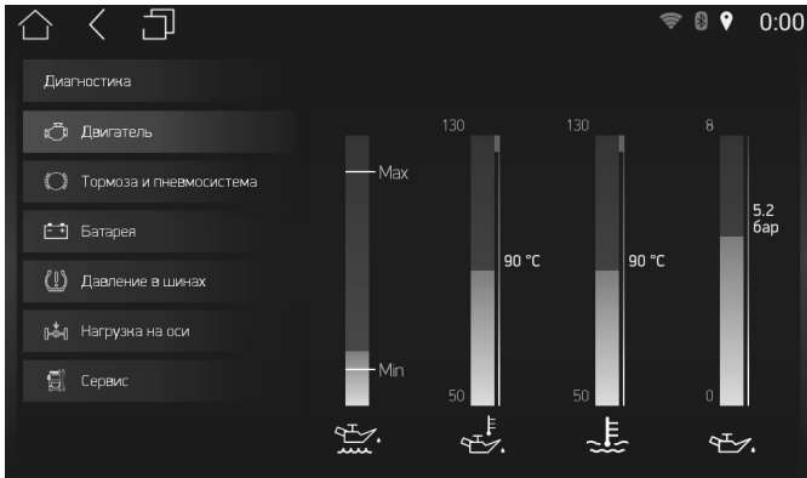 0:00
Диагностика
Двигатель
Тормоза и пневмосистема
Батарея
Давление в шинах
Нагрузка на оси
Сервис
Max
Min
130
90 °C
50
130
90 °C
50
8
5.2
бар
0